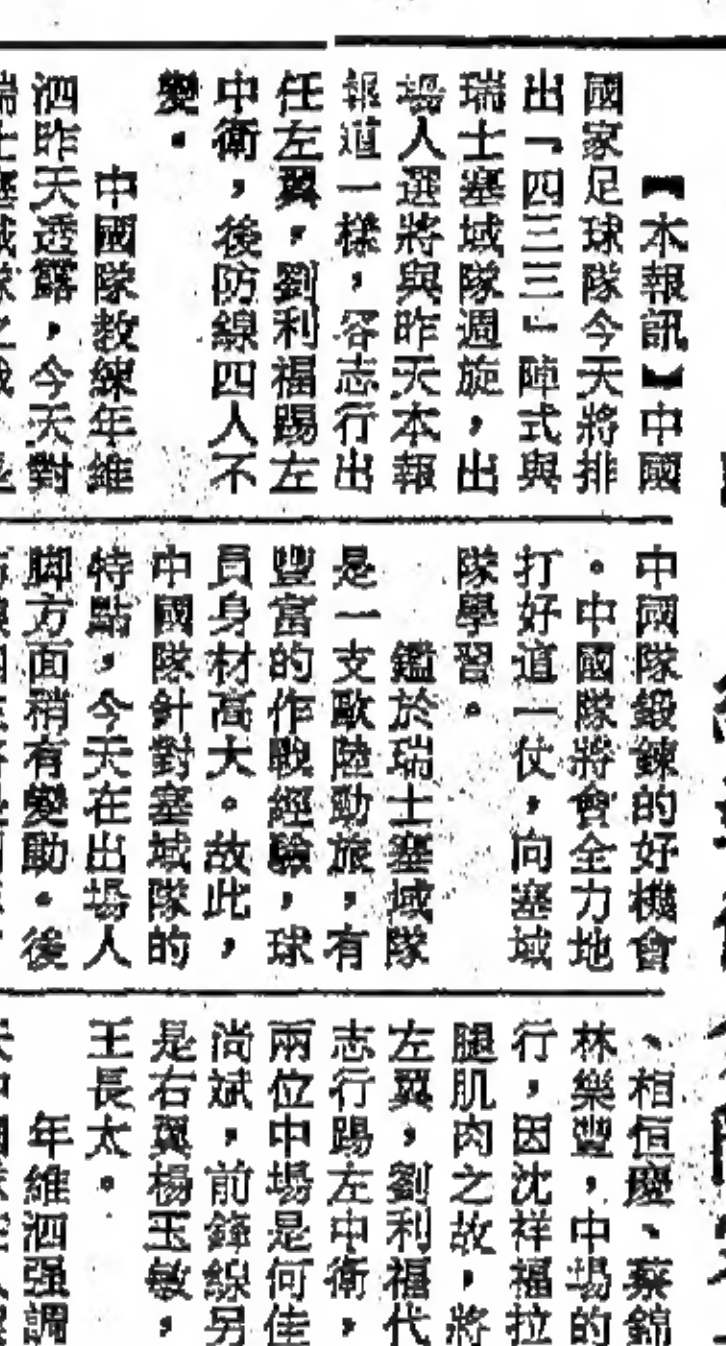 【本報訊】中國
國家足球隊今天將排
出「四三三」陣式與
瑞士塞域隊週旋，出
場人選將與昨天本報
報道一樣，容志行出
任左翼，劉利福踢左
中衛，後防線四人不
變。
中國隊教練年維
泗昨天透露，今天對
中國隊鍛鍊的好機會
。中國隊將會全力地
打好這一仗，向塞域
隊學習。
鑑於瑞士塞域隊
是一支歐陸勁旅，有
豐富的作戰經驗，球
員身材高大。故此，
中國隊針對塞域隊的
特點，今天在出場人
脚方面稍有變動。後
、相恒慶、蔡錦
林樂豐，中場的
行，因沈祥福拉
腿肌肉之故，將
左翼，劉利福代
志行踢左中衛，
兩位中場是何佳
尚斌，前鋒線另
是右翼楊玉敏，
王長太。
年維泗强調